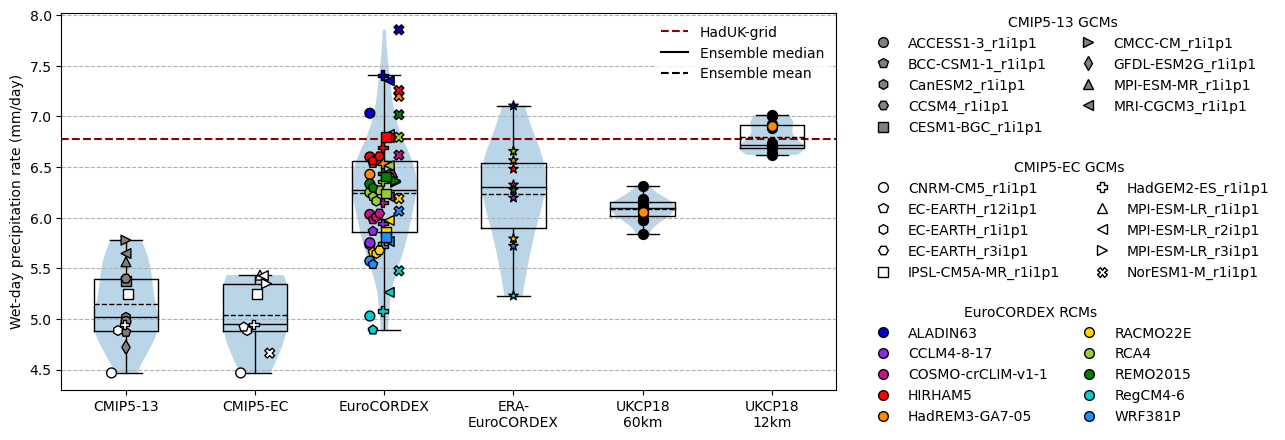 8.0
7.5
7.0
6.5
6.0
5.5
5.0
4.5
Wet-day precipitation rate (mm/day)
HadUK-grid
Ensemble median
Ensemble mean
CMIP5-13
CMIP5-EC
EuroCORDEX
ERA-
EuroCORDEX
UKCP18
60km
UKCP18
12km
CMIP5-13 GCMs
ACCESS1-3_r1i1p1
BCC-CSM1-1_r1i1p1
CanESM2_r1i1p1
CCSM4_r1i1p1
CESM1-BGC_r1i1p1
CMCC-CM_r1i1p1
GFDL-ESM2G_r1i1p1
MPI-ESM-MR_r1i1p1
MRI-CGCM3_r1i1p1
CMIP5-EC GCMs
CNRM-CM5_r1i1p1
EC-EARTH_r12i1p1
EC-EARTH_r1i1p1
EC-EARTH_r3i1p1
IPSL-CM5A-MR_r1i1p1
HadGEM2-ES_r1i1p1
MPI-ESM-LR_r1i1p1
MPI-ESM-LR_r2i1p1
MPI-ESM-LR_r3i1p1
NorESM1-M_r1i1p1
EuroCORDEX RCMs
ALADIN63
CCLM4-8-17
COSMO-crCLIM-v1-1
HIRHAM5
HadREM3-GA7-05
RACMO22E
RCA4
REMO2015
RegCM4-6
WRF381P